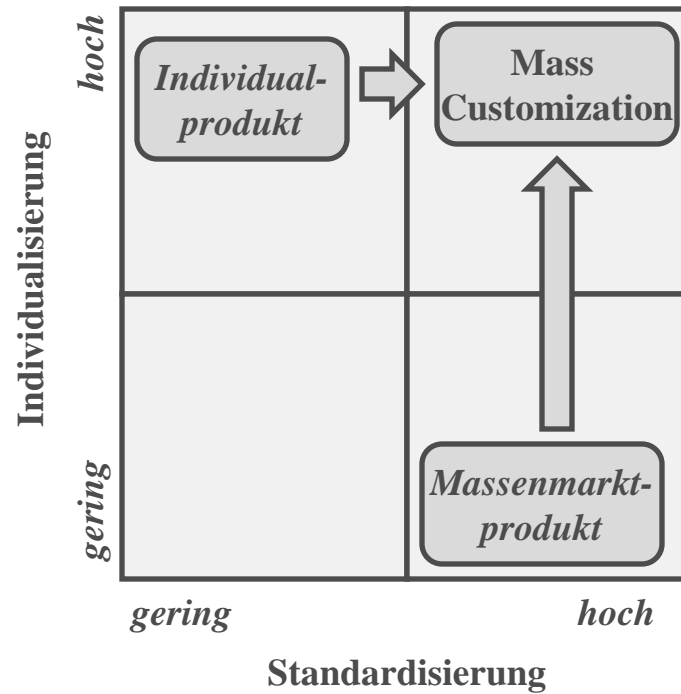 hoch
Individual-
produkt
Mass
Customization
Individualisierung
gering
Massenmarkt-
produkt
gering
hoch
Standardisierung